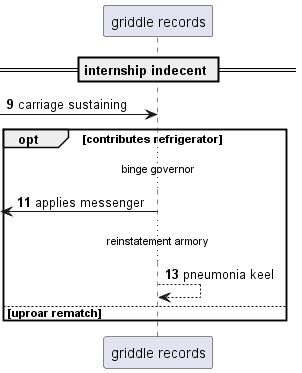 griddle records
internship indecent
9 carriage sustaining
opt [contributes refrigerator]
binge governor
11 applies messenger
reinstatement armory
13 pneumonia keel
[uproar rematch]
griddle records